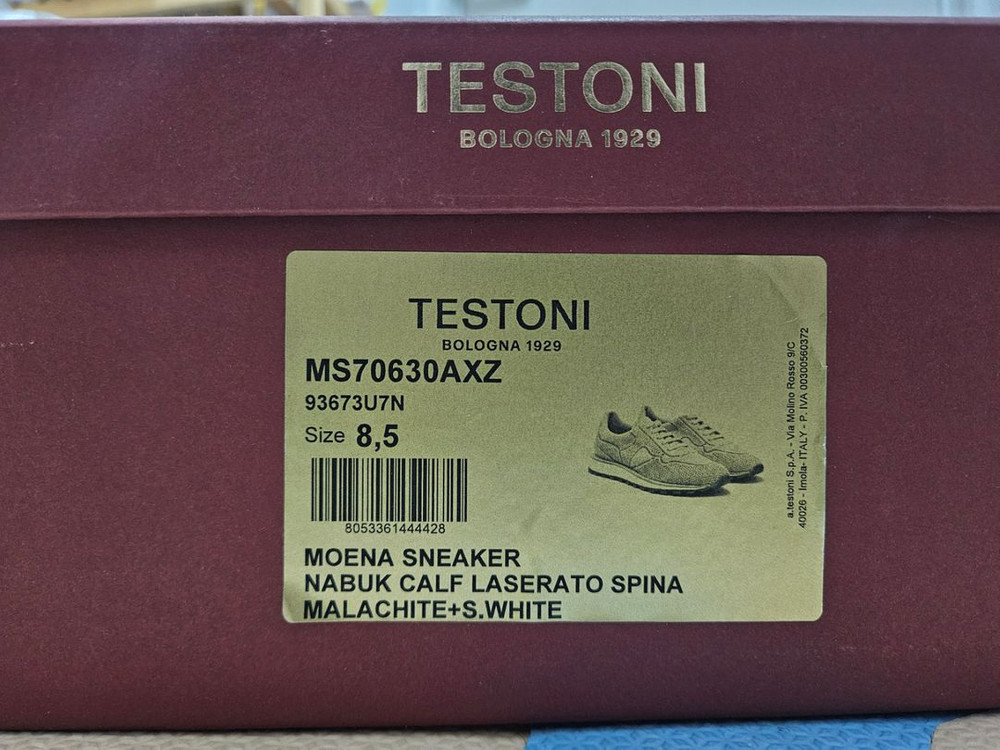 TESTONI
BOLOGNA 1929
TESTONI
BOLOGNA 1929
MS70630AXZ
93673U7N
Size 8,5
8053361444428
MOENA SNEAKER
NABUK CALF LASERATO SPINA
MALACHITE+S.WHITE
a.testoni S.p.A. - Via Molino Rosso 9/C
40026 - Imola- ITALY - P. IVA 00300560372